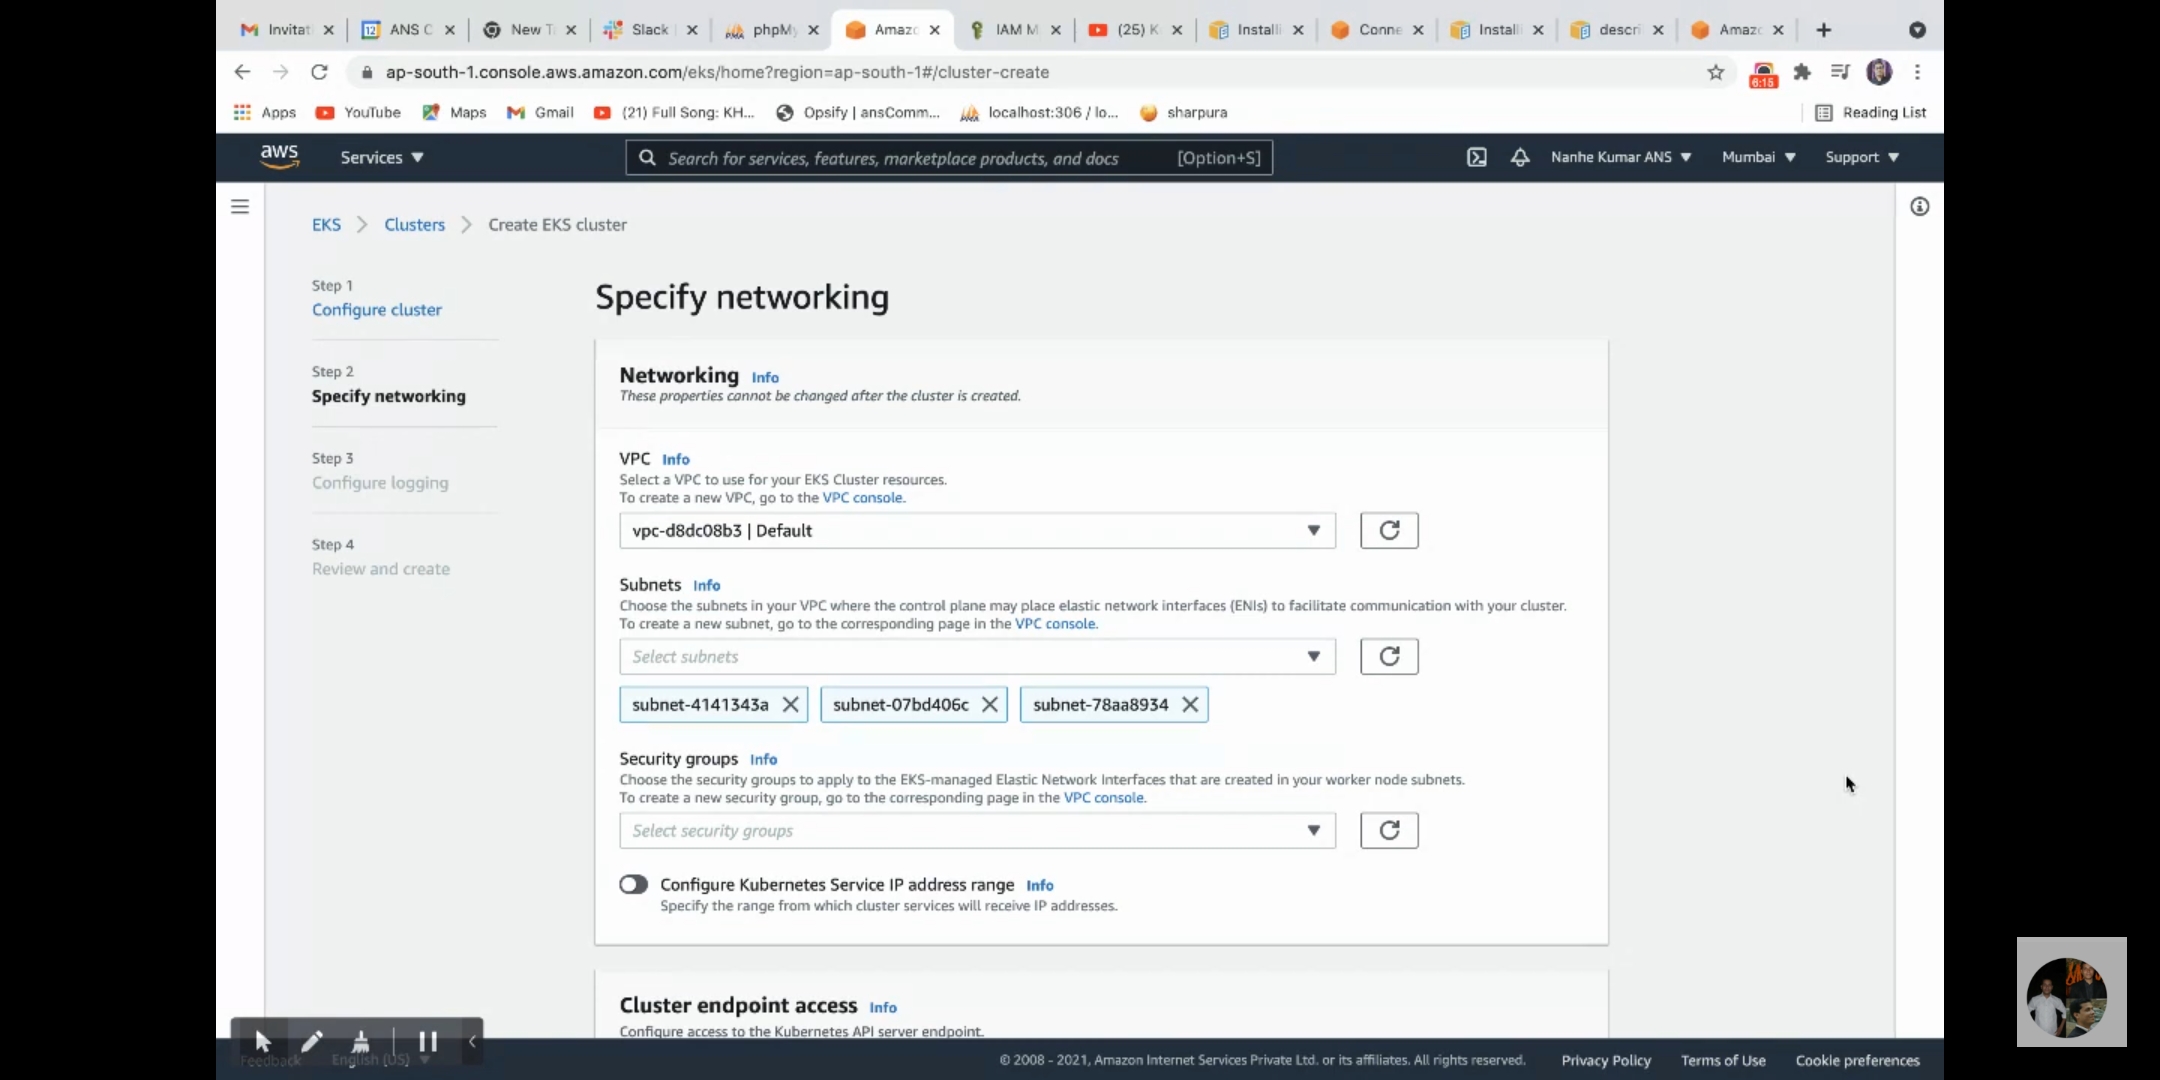 Invitat
ANS C
New T
Slack
phpMy
Amazo
IAM M
(25) K
Install
Conne
Install
descri
Amazo
ap-south-1.console.aws.amazon.com/eks/home?region=ap-south-1#/cluster-create
6:15
Apps
YouTube
Maps
Gmail
(21) Full Song: KH...
Opsify | ansComm...
localhost:306 / lo...
sharpura
Reading List
aws
Services
Search for services, features, marketplace products, and docs
[Option+S]
Nanhe Kumar ANS
Mumbai
Support
EKS
Clusters
Create EKS cluster
Step 1
Configure cluster
Step 2
Specify networking
Step 3
Configure logging
Step 4
Review and create
Specify networking
Networking Info
These properties cannot be changed after the cluster is created.
VPC Info
Select a VPC to use for your EKS Cluster resources.
To create a new VPC, go to the VPC console.
vpc-d8dc08b3 | Default
Subnets Info
Choose the subnets in your VPC where the control plane may place elastic network interfaces (ENIs) to facilitate communication with your cluster.
To create a new subnet, go to the corresponding page in the VPC console.
Select subnets
subnet-4141343a
subnet-07bd406c
subnet-78aa8934
Security groups Info
Choose the security groups to apply to the EKS-managed Elastic Network Interfaces that are created in your worker node subnets.
To create a new security group, go to the corresponding page in the VPC console.
Select security groups
Configure Kubernetes Service IP address range Info
Specify the range from which cluster services will receive IP addresses.
Cluster endpoint access Info
Configure access to the Kubernetes API server endpoint.
Feedback
English (US)
© 2008 - 2021, Amazon Internet Services Private Ltd. or its affiliates. All rights reserved.
Privacy Policy
Terms of Use
Cookie preferences